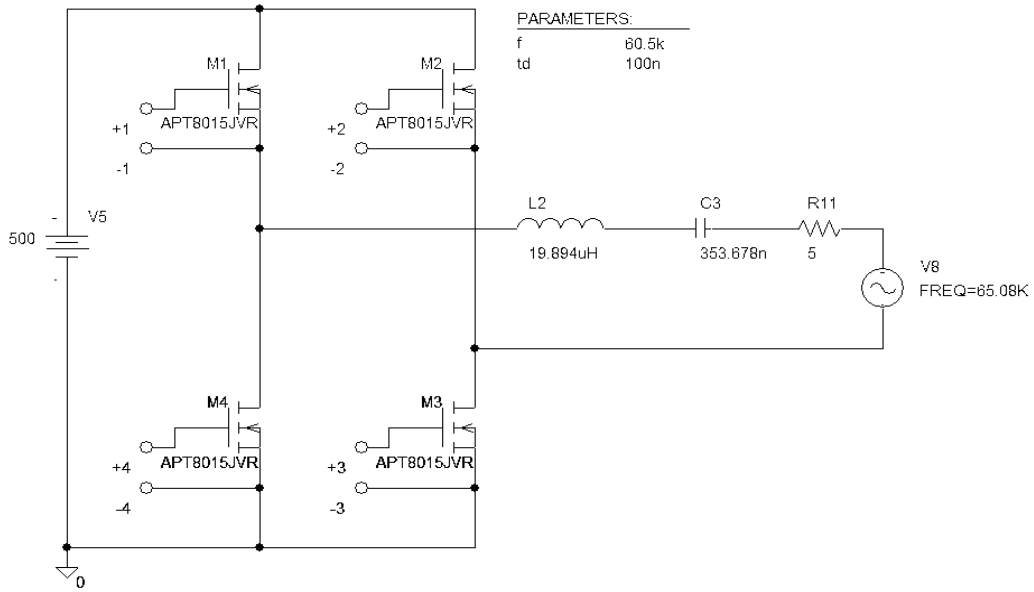 PARAMETERS:
f 60.5k
td 100n
M1
M2
+1
APT8015JVR
+2
APT8015JVR
-1
-2
V5
500
L2
C3
R11
19.894uH
353.678n
5
V8
FREQ=65.08K
M4
M3
+4
APT8015JVR
+3
APT8015JVR
-4
-3
0